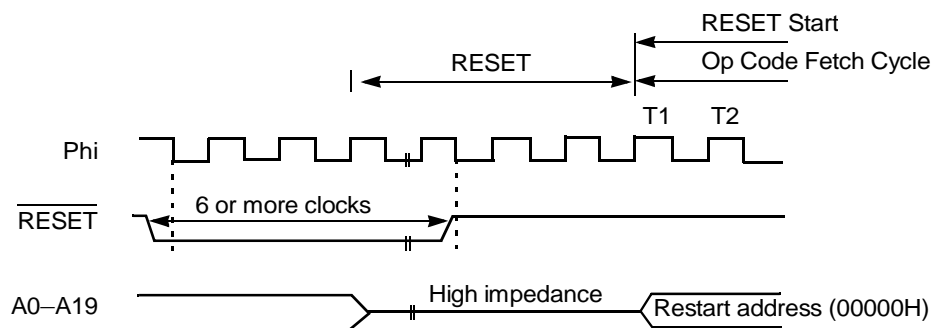 RESET Start
RESET
Op Code Fetch Cycle
T1 T2
Phi
RESET
6 or more clocks
A0–A19
High impedance
Restart address (00000H)